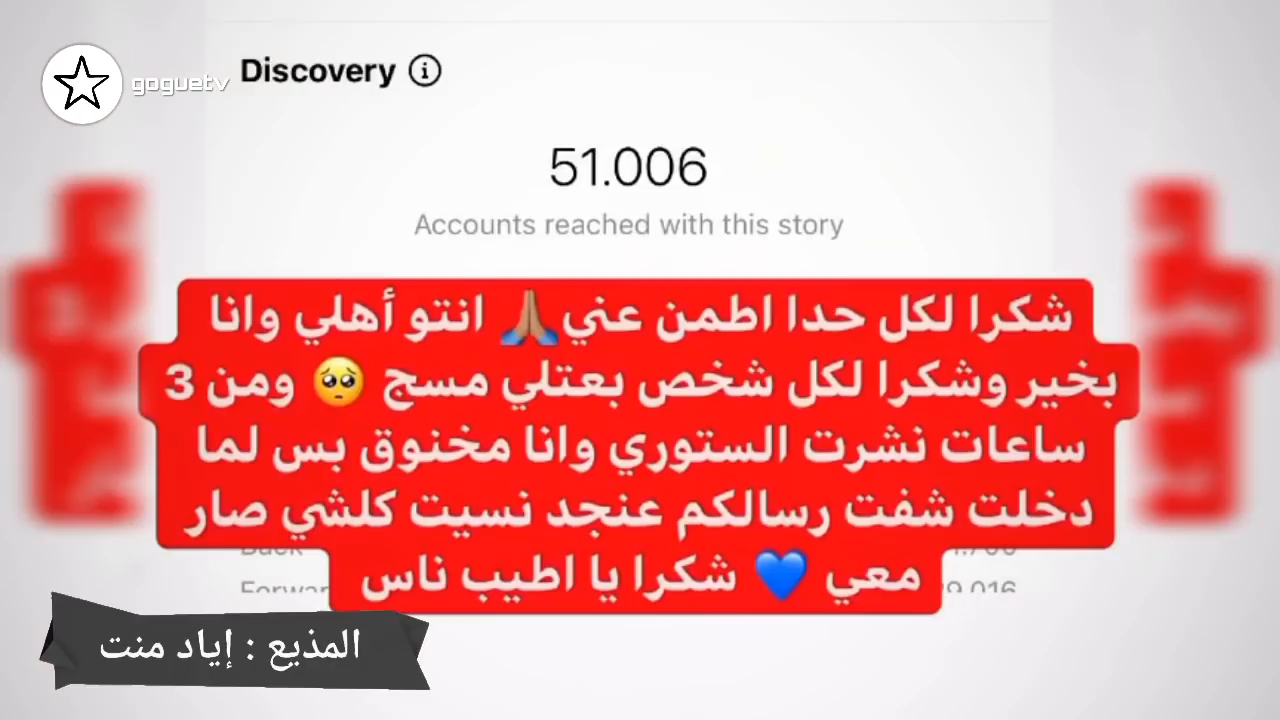 goguetv
Discovery
51.006
Accounts reached with this story
شكرا لكل حدا اطمن عني🙏🏽 انتو أهلي وانا
بخير وشكرا لكل شخص بعتلي مسج 🥺 ومن 3
ساعات نشرت الستوري وانا مخنوق بس لما
دخلت شفت رسالكم عنجد نسيت كلشي صار
معي 💙 شكرا يا اطيب ناس
المذيع : إياد منت